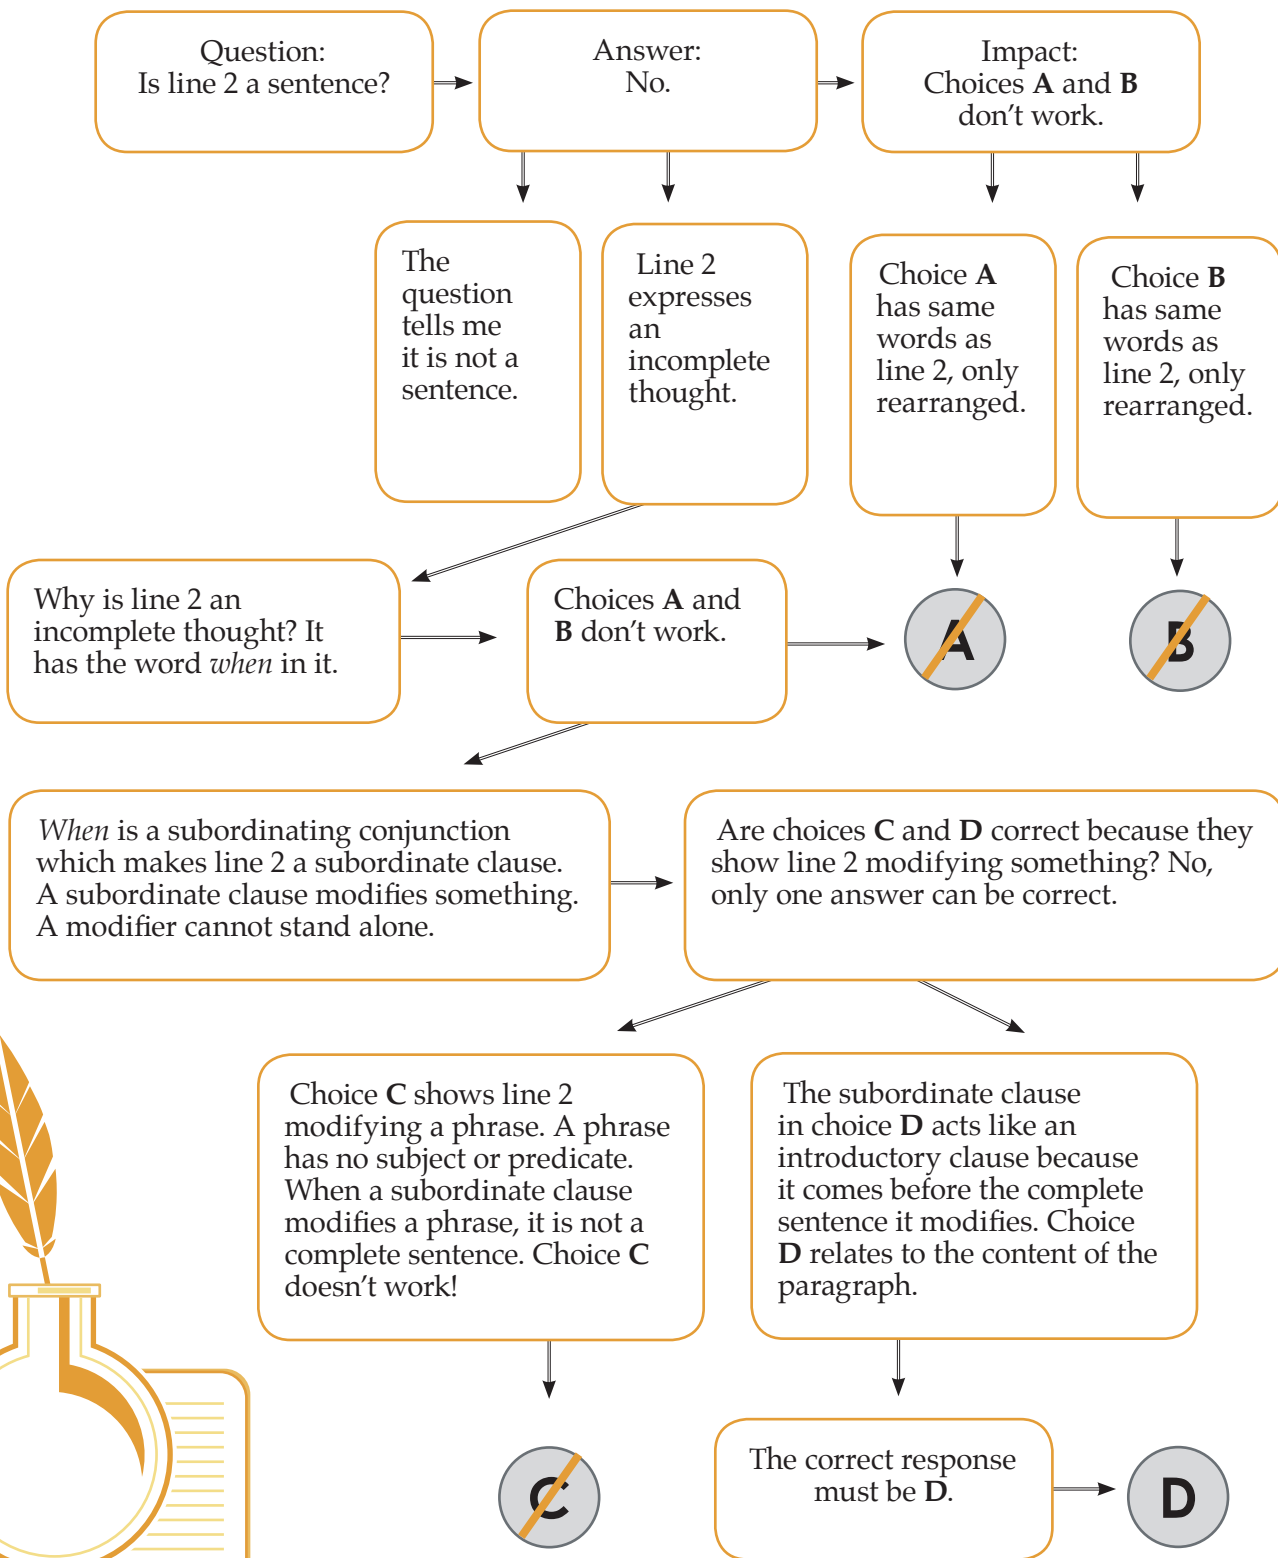 Question:
Is line 2 a sentence?
Answer:
No.
Impact:
Choices A and B
don't work.
The
question
tells me
it is not a
sentence.
Line 2
expresses
an
incomplete
thought.
Choice A
has same
words as
line 2, only
rearranged.
Choice B
has same
words as
line 2, only
rearranged.
Why is line 2 an
incomplete thought? It
has the word when in it.
Choices A and
B don't work.
A
B
When is a subordinating conjunction
which makes line 2 a subordinate clause.
A subordinate clause modifies something.
A modifier cannot stand alone.
Are choices C and D correct because they
show line 2 modifying something? No,
only one answer can be correct.
Choice C shows line 2
modifying a phrase. A phrase
has no subject or predicate.
When a subordinate clause
modifies a phrase, it is not a
complete sentence. Choice C
doesn't work!
The subordinate clause
in choice D acts like an
introductory clause because
it comes before the complete
sentence it modifies. Choice
D relates to the content of the
paragraph.
C
The correct response
must be D.
D